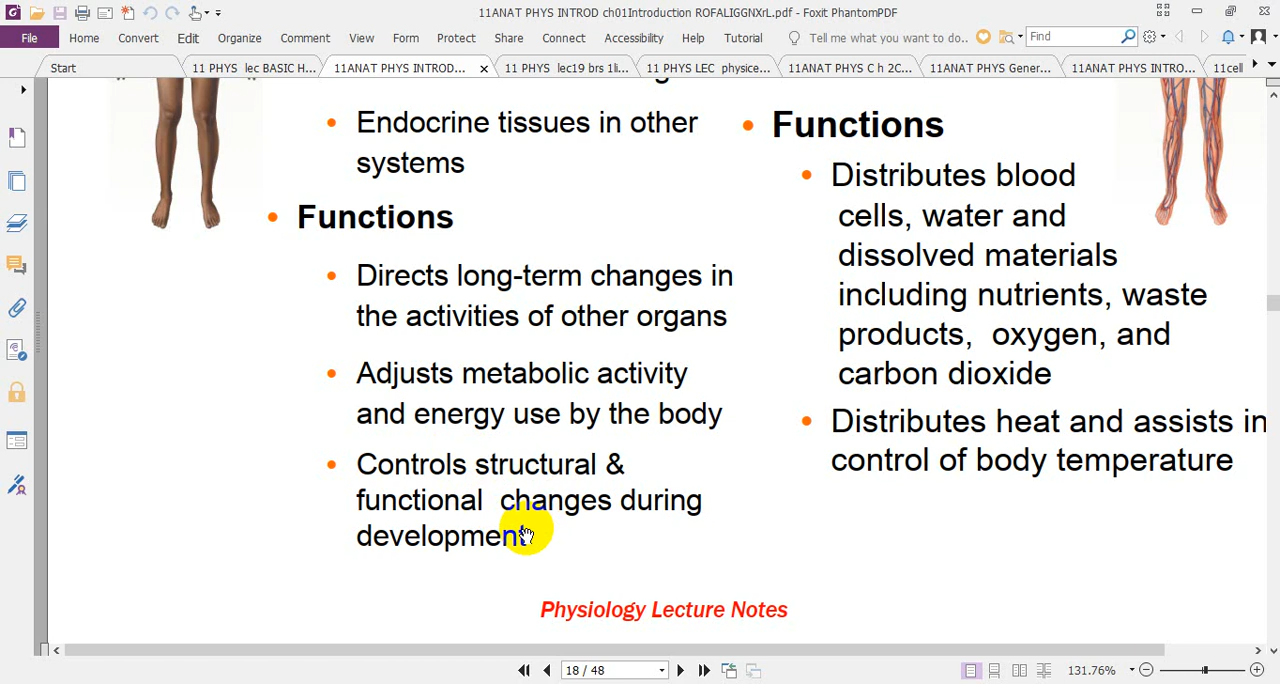 11ANAT PHYS INTROD ch01Introduction ROFALIGGNXrL.pdf - Foxit PhantomPDF
File Home Convert Edit Organize Comment View Form Protect Share Connect Accessibility Help Tutorial Tell me what you want to do.. Find
Start 11 PHYS lec BASIC H... 11ANAT PHYS INTROD... 11 PHYS lec19 brs 1li... 11 PHYS LEC physice... 11ANAT PHYS C h 2C... 11ANAT PHYS Gener... 11ANAT PHYS INTRO... 11cell
• Endocrine tissues in other
systems
• Functions
• Directs long-term changes in
the activities of other organs
• Adjusts metabolic activity
and energy use by the body
• Controls structural &
functional changes during
development
• Functions
• Distributes blood
cells, water and
dissolved materials
including nutrients, waste
products, oxygen, and
carbon dioxide
• Distributes heat and assists in
control of body temperature
Physiology Lecture Notes
18 / 48
131.76%